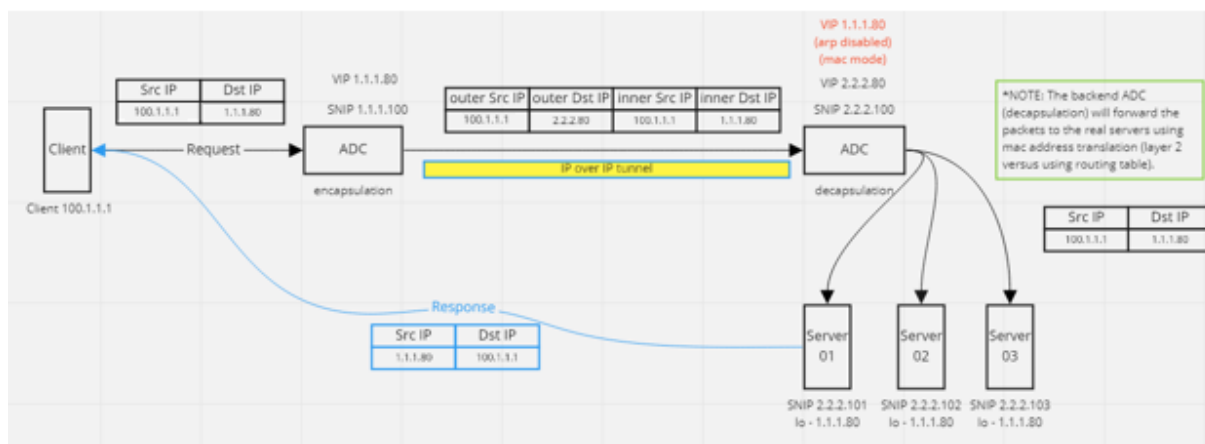 VIP 1.1.1.80
(arp disabled)
(mac mode)
VIP 2.2.2.80
SNIP 2.2.2.100
VIP 1.1.1.80
SNIP 1.1.1.100
Src IP Dst IP
100.1.1.1 1.1.1.80
outer Src IP outer Dst IP inner Src IP inner Dst IP
100.1.1.1 2.2.2.80 100.1.1.1 1.1.1.80
*NOTE: The backend ADC
(decapsulation) will forward the
packets to the real servers using
mac address translation (layer 2
versus using routing table).
Client
Request
ADC
ADC
IP over IP tunnel
encapsulation
decapsulation
Client 100.1.1.1
Src IP Dst IP
100.1.1.1 1.1.1.80
Response
Src IP Dst IP
1.1.1.80 100.1.1.1
Server
01
Server
02
Server
03
SNIP 2.2.2.101
lo - 1.1.1.80
SNIP 2.2.2.102
lo - 1.1.1.80
SNIP 2.2.2.103
lo - 1.1.1.80